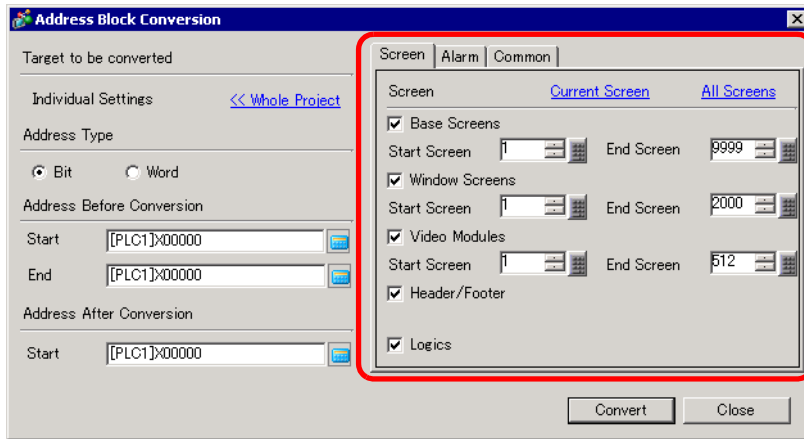 Address Block Conversion
Target to be converted
Individual Settings << Whole Project
Address Type
Bit Word
Address Before Conversion
Start [PLC1]X00000
End [PLC1]X00000
Address After Conversion
Start [PLC1]X00000
Screen Alarm Common
Screen Current Screen All Screens
Base Screens
Start Screen 1 End Screen 9999
Window Screens
Start Screen 1 End Screen 2000
Video Modules
Start Screen 1 End Screen 512
Header/Footer
Logics
Convert Close